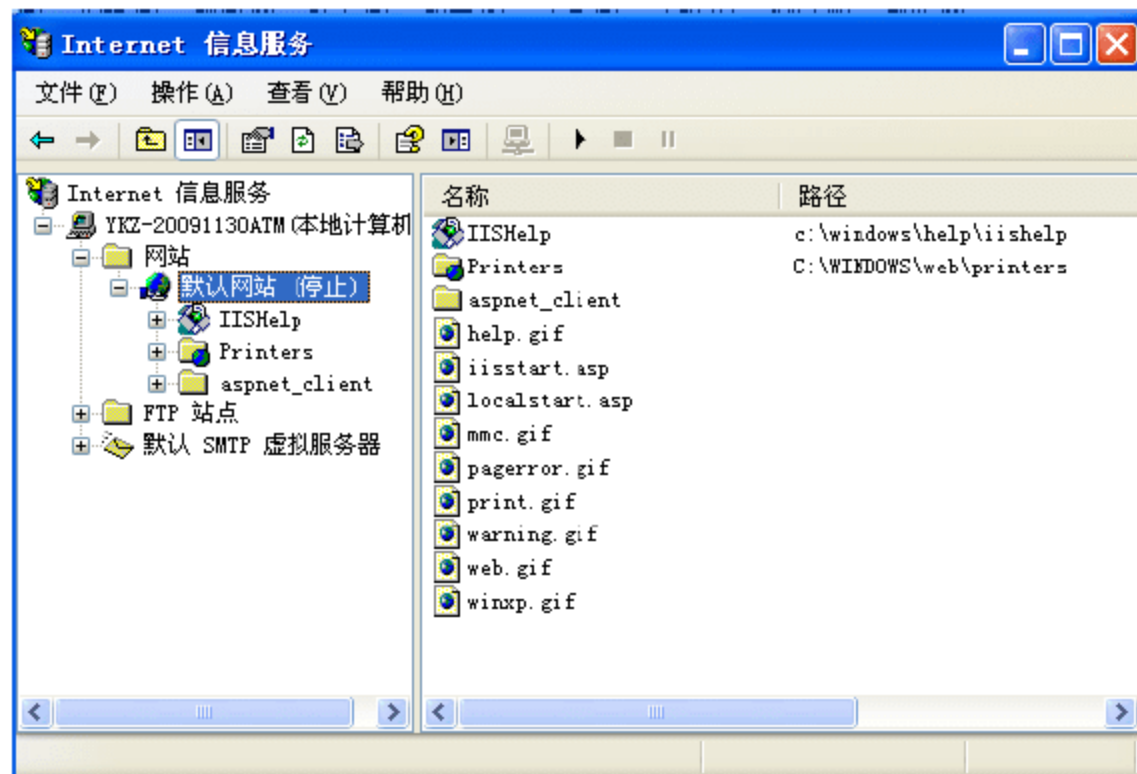 Internet 信息服务
文件(F) 操作(A) 查看(V) 帮助(H)
Internet 信息服务
YKZ-20091130ATM(本地计算机
网站
默认网站 (停止)
IISHelp
Printers
aspnet_client
FTP 站点
默认 SMTP 虚拟服务器
名称 路径
IISHelp c:\windows\help\iishelp
Printers C:\WINDOWS\web\printers
aspnet_client
help.gif
iisstart.asp
localstart.asp
mmc.gif
pagerror.gif
print.gif
warning.gif
web.gif
winxp.gif